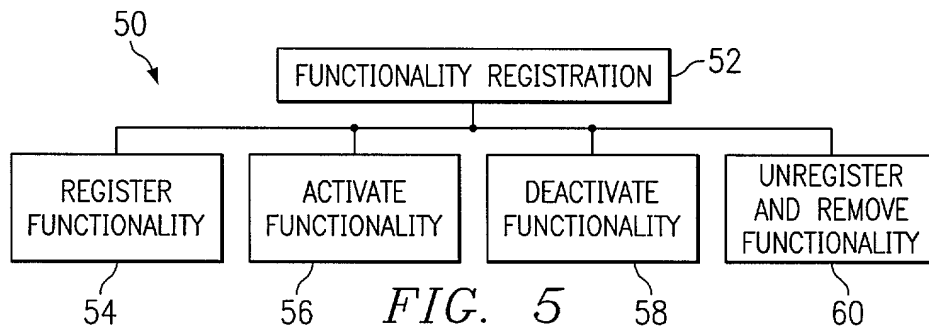 50
FUNCTIONALITY REGISTRATION
52
REGISTER
FUNCTIONALITY
ACTIVATE
FUNCTIONALITY
DEACTIVATE
FUNCTIONALITY
UNREGISTER
AND REMOVE
FUNCTIONALITY
54
56
FIG. 5
58
60